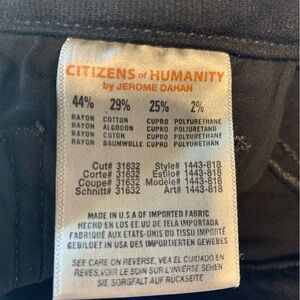 CITIZENS of HUMANITY
by JEROME DAHAN
44% 29% 25% 2%
RAYON COTTON CUPRO POLYURETHANE
RAYON ALGODON CUPRO POLIURETANO
RAYON COTON CUPRO POLYURETHANE
RAYON BAUMWOLLE CUPRO POLYURETHANE
Cut# 31632 Style# 1443-818
Corte# 31632 Estilo# 1443-818
Coupe# 31632 Modèle# 1443-818
Schnitt# 31632 Art# 1443-818
MADE IN U.S.A OF IMPORTED FABRIC
HECHO EN LOS EE UU DE TELA IMPORTADA
FABRIQUÉ AUX ETATS-UNIS DU TISSU IMPORTÉ
GEBILDET IN USA DES IMPORTIERTEN GEWEBES
SEE CARE ON REVERSE, VEA EL CUIDADO EN
REVES, VOIR LE SOIN SUR L'INVERSE SEHEN
SIE SORGFALT AUF RÜCKSEITE